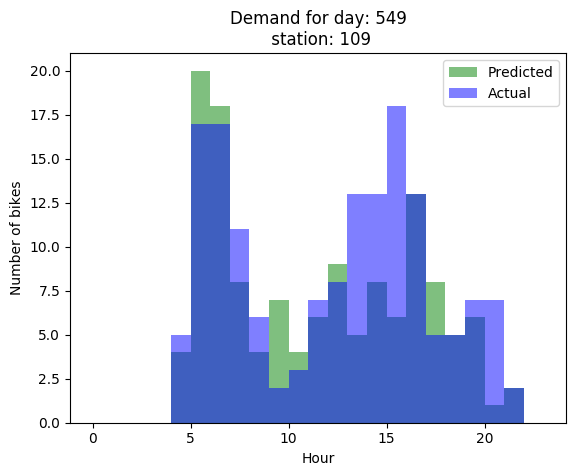 Demand for day: 549
station: 109
Predicted
Actual
20.0
17.5
15.0
12.5
10.0
7.5
5.0
2.5
0.0
Number of bikes
0 5 10 15 20
Hour